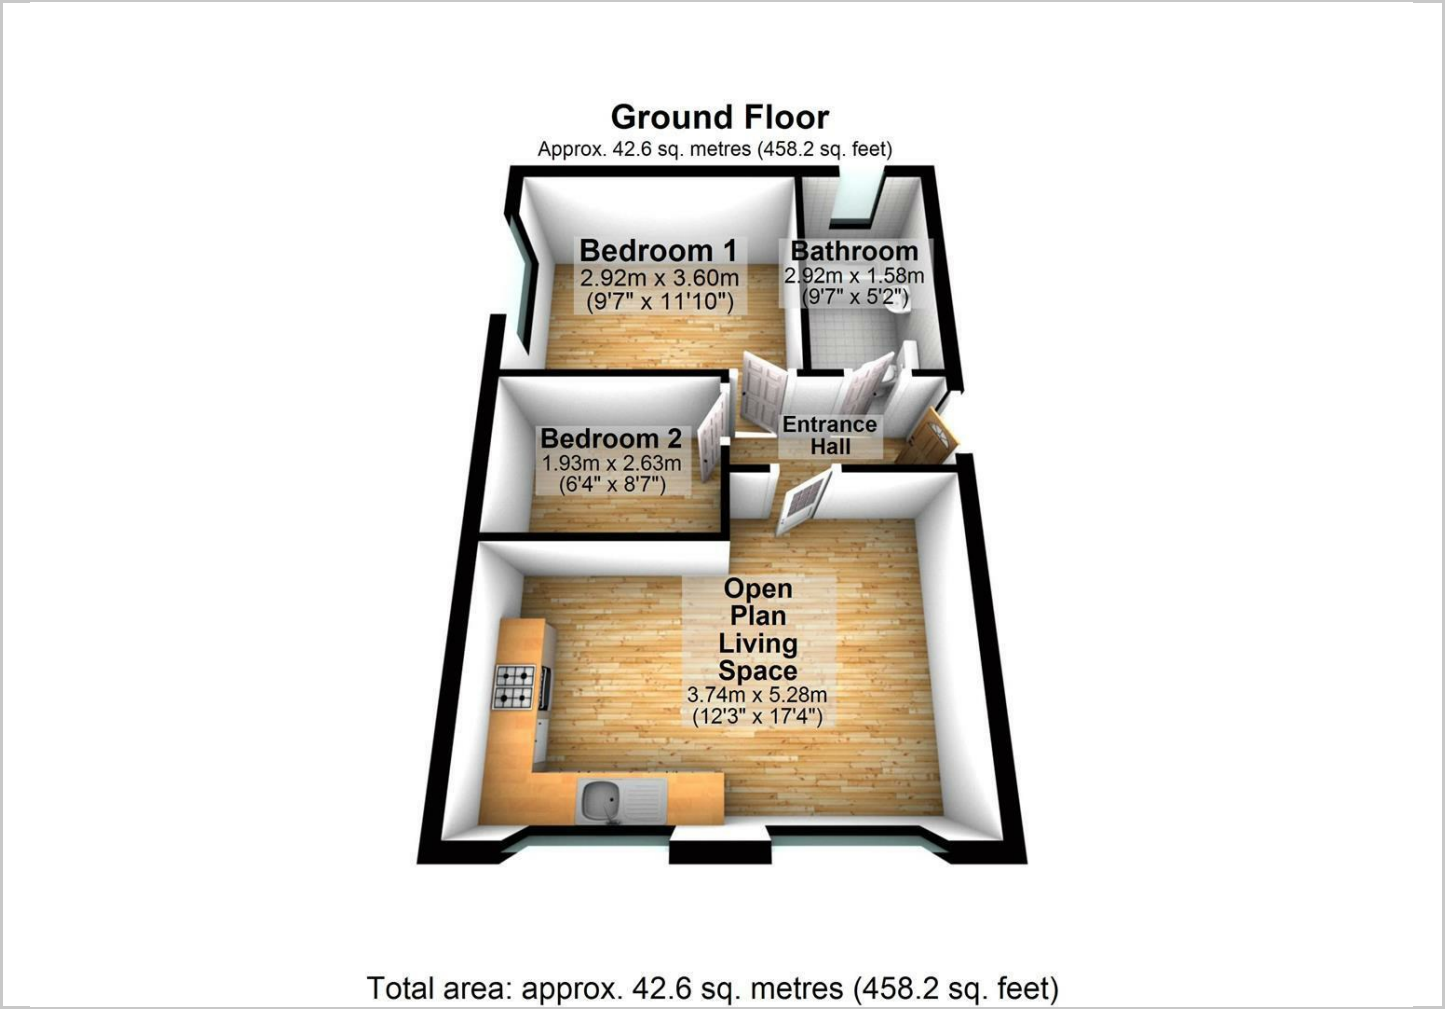 Ground Floor
Approx. 42.6 sq. metres (458.2 sq. feet)
Bedroom 1
2.92m x 3.60m
(9'7" x 11'10")
Bathroom
2.92m x 1.58m
(9'7" x 5'2")
Bedroom 2
1.93m x 2.63m
(6'4" x 8'7")
Entrance
Hall
Open
Plan
Living
Space
3.74m x 5.28m
(12'3" x 17'4")
Total area: approx. 42.6 sq. metres (458.2 sq. feet)